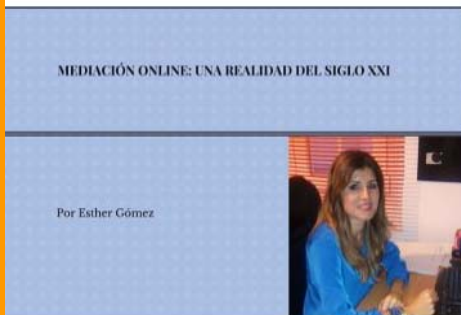 MEDIACIÓN ONLINE: UNA REALIDAD DEL SIGLO XXI
Por Esther Gómez